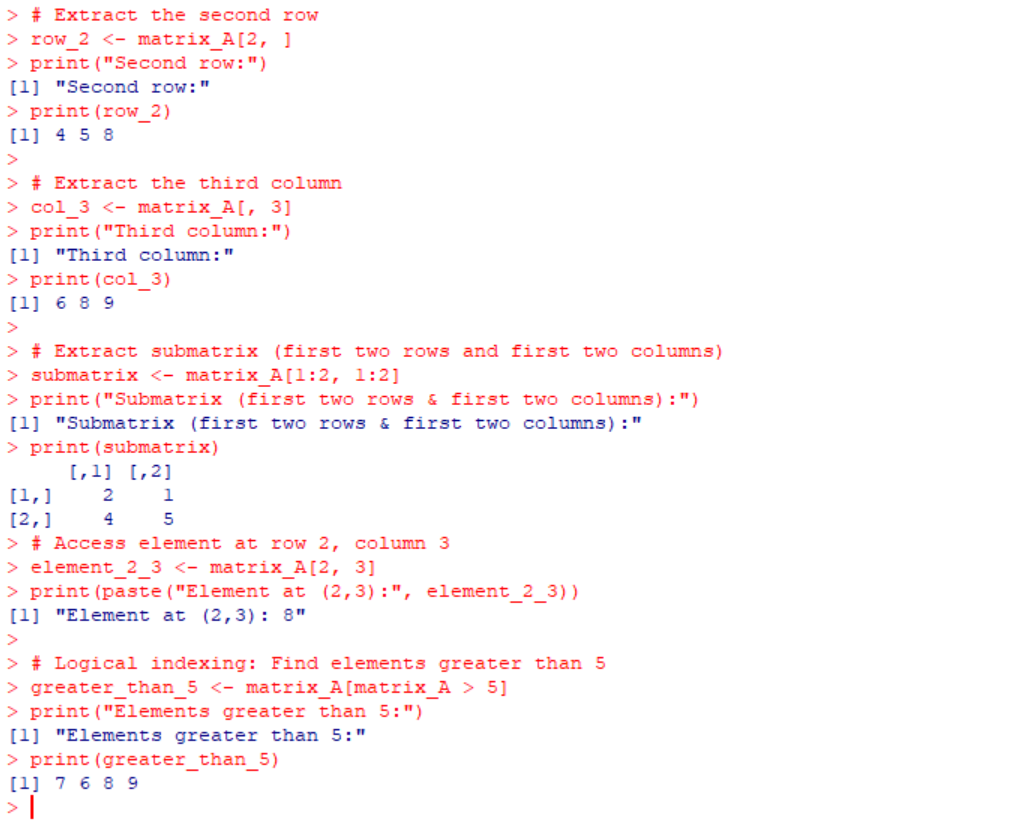 > # Extract the second row
> row_2 <- matrix_A[2, ]
> print("Second row:")
[1] "Second row:"
> print(row_2)
[1] 4 5 8
>
> # Extract the third column
> col_3 <- matrix_A[, 3]
> print("Third column:")
[1] "Third column:"
> print(col_3)
[1] 6 8 9
>
> # Extract submatrix (first two rows and first two columns)
> submatrix <- matrix_A[1:2, 1:2]
> print("Submatrix (first two rows & first two columns):")
[1] "Submatrix (first two rows & first two columns):"
> print(submatrix)
     [,1] [,2]
[1,]    2    1
[2,]    4    5
> # Access element at row 2, column 3
> element_2_3 <- matrix_A[2, 3]
> print(paste("Element at (2,3):", element_2_3))
[1] "Element at (2,3): 8"
>
> # Logical indexing: Find elements greater than 5
> greater_than_5 <- matrix_A[matrix_A > 5]
> print("Elements greater than 5:")
[1] "Elements greater than 5:"
> print(greater_than_5)
[1] 7 6 8 9
>